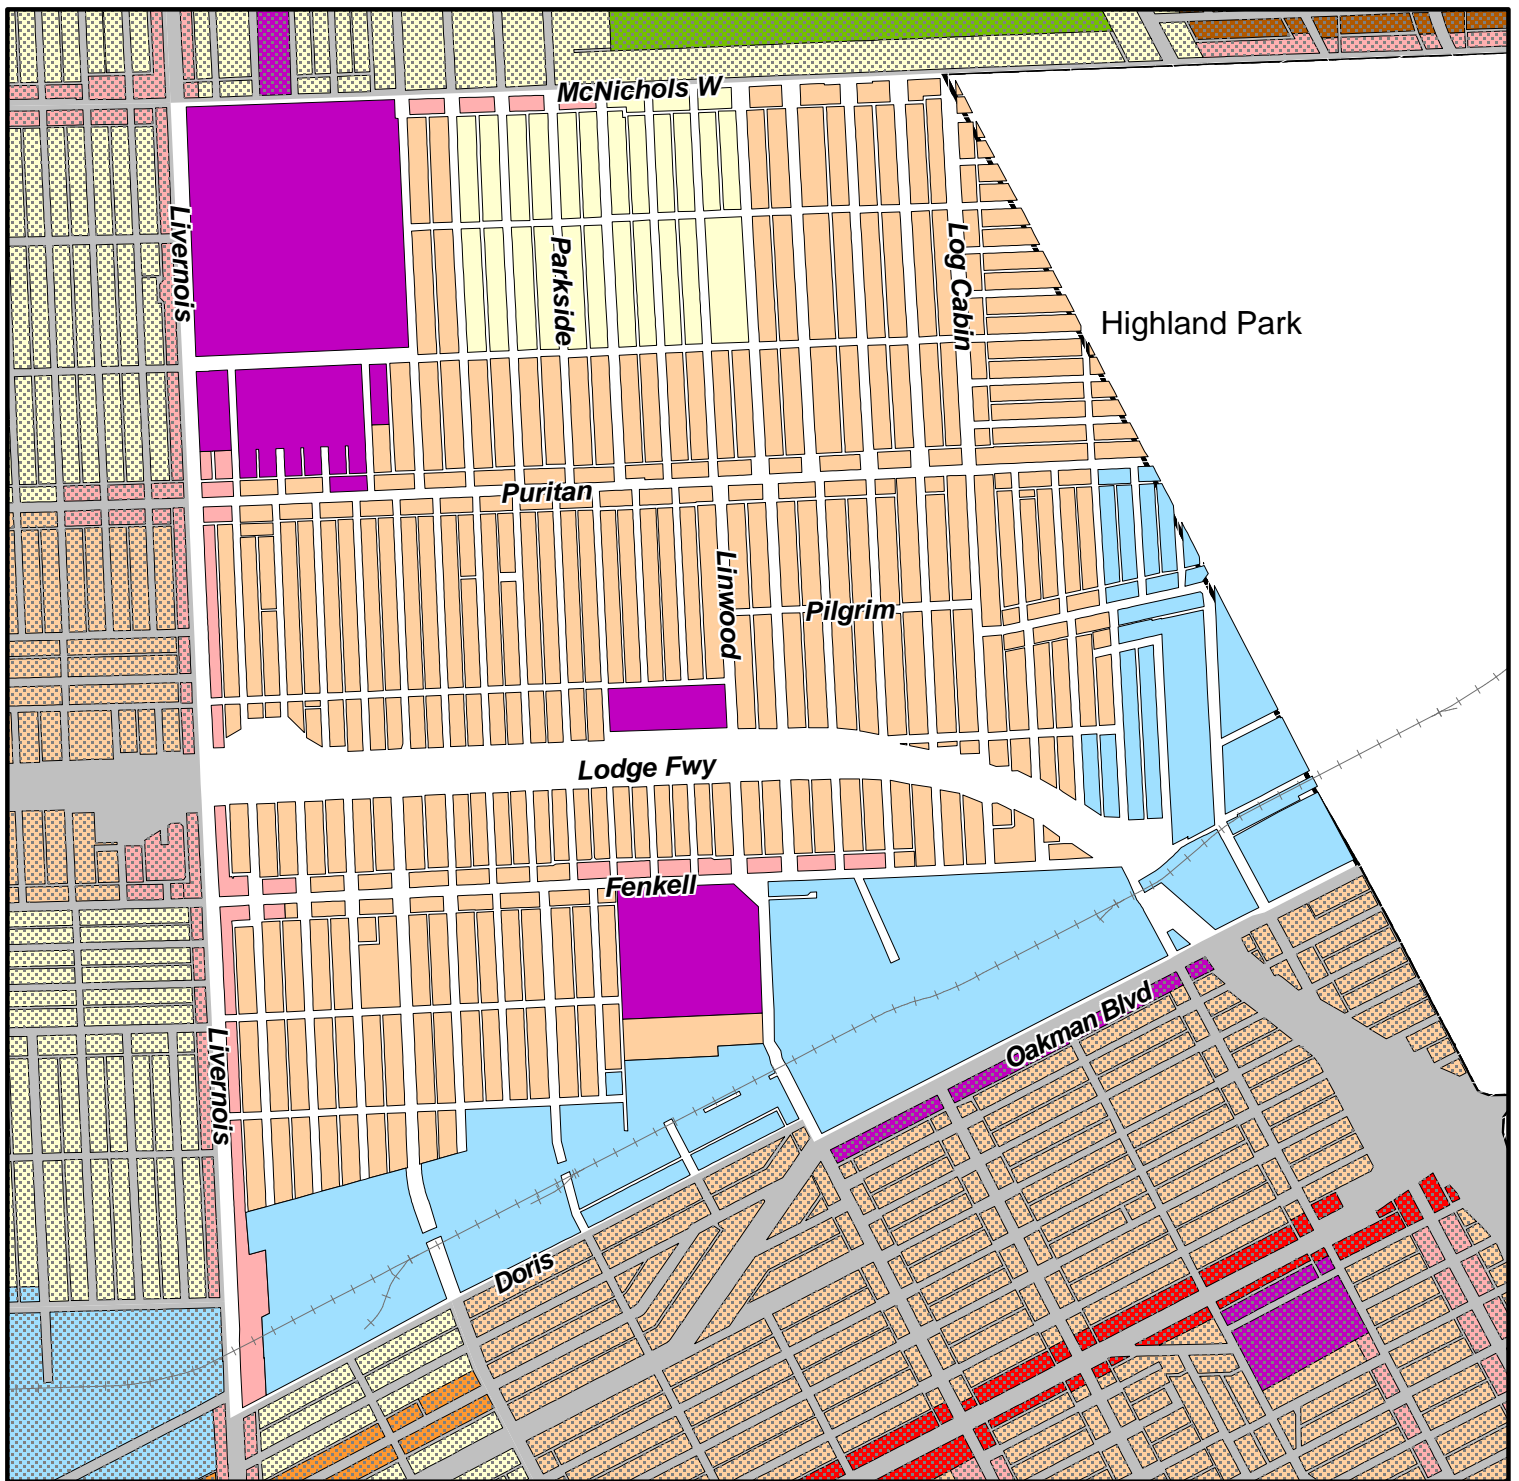 McNichols W
Livernois
Parkside
Log Cabin
Highland Park
Puritan
Linwood
Pilgrim
Lodge Fwy
Fenkell
Oakman Blvd
Livernois
Doris